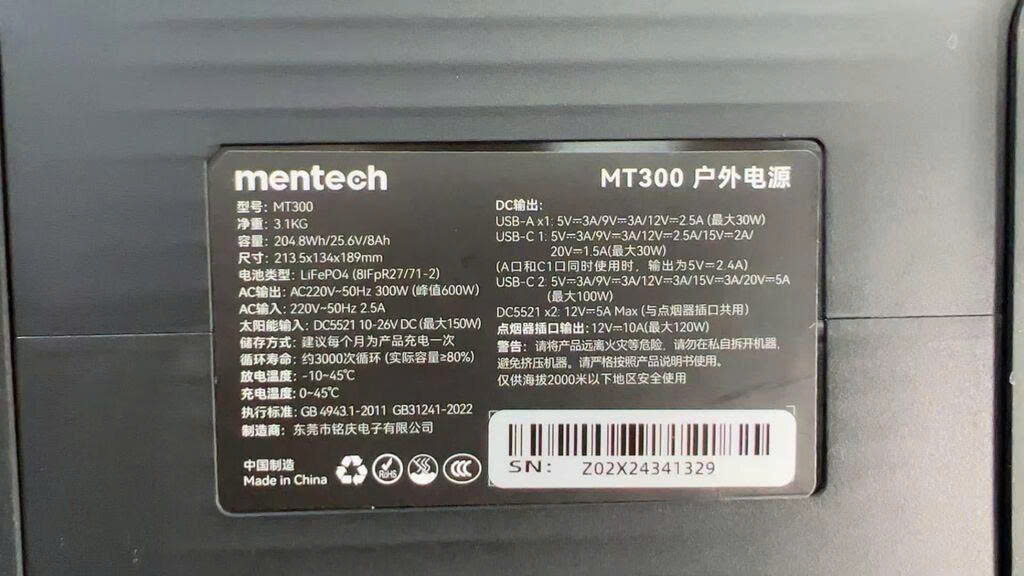 mentech
MT300 户外电源
型号: MT300
净重: 3.1KG
容量: 204.8Wh/25.6V/8Ah
尺寸: 213.5x134x189mm
电池类型: LiFePO4 (8IFpR27/71-2)
AC输出: AC220V~50Hz 300W (峰值600W)
AC输入: 220V~50Hz 2.5A
太阳能输入: DC5521 10-26V DC (最大150W)
储存方式: 建议每个月为产品充电一次
循环寿命: 约3000次循环 (实际容量≥80%)
放电温度: -10~45℃
充电温度: 0~45℃
执行标准: GB 4943.1-2011 GB31241-2022
制造商: 东莞市铭庆电子有限公司
中国制造
Made in China
RoHS
CCC
DC输出:
USB-A x1: 5V⎓3A/9V⎓3A/12V⎓2.5A (最大30W)
USB-C 1: 5V⎓3A/9V⎓3A/12V⎓2.5A/15V⎓2A/
20V⎓1.5A(最大30W)
(A口和C1口同时使用时, 输出为5V⎓2.4A)
USB-C 2: 5V⎓3A/9V⎓3A/12V⎓3A/15V⎓3A/20V⎓5A
(最大100W)
DC5521 x2: 12V⎓5A Max (与点烟器插口共用)
点烟器插口输出: 12V⎓10A(最大120W)
警告: 请将产品远离火灾等危险, 请勿在私自拆开机器,
避免挤压机器。请严格按照产品说明书使用。
仅供海拔2000米以下地区安全使用
SN: Z02X24341329